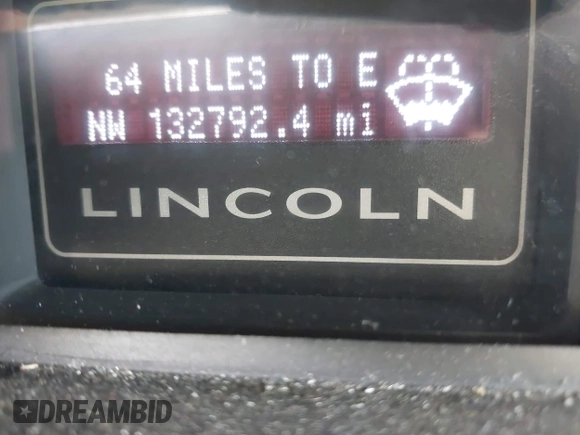 64 MILES TO E
NW 132792.4 mi
LINCOLN
DREAMBID